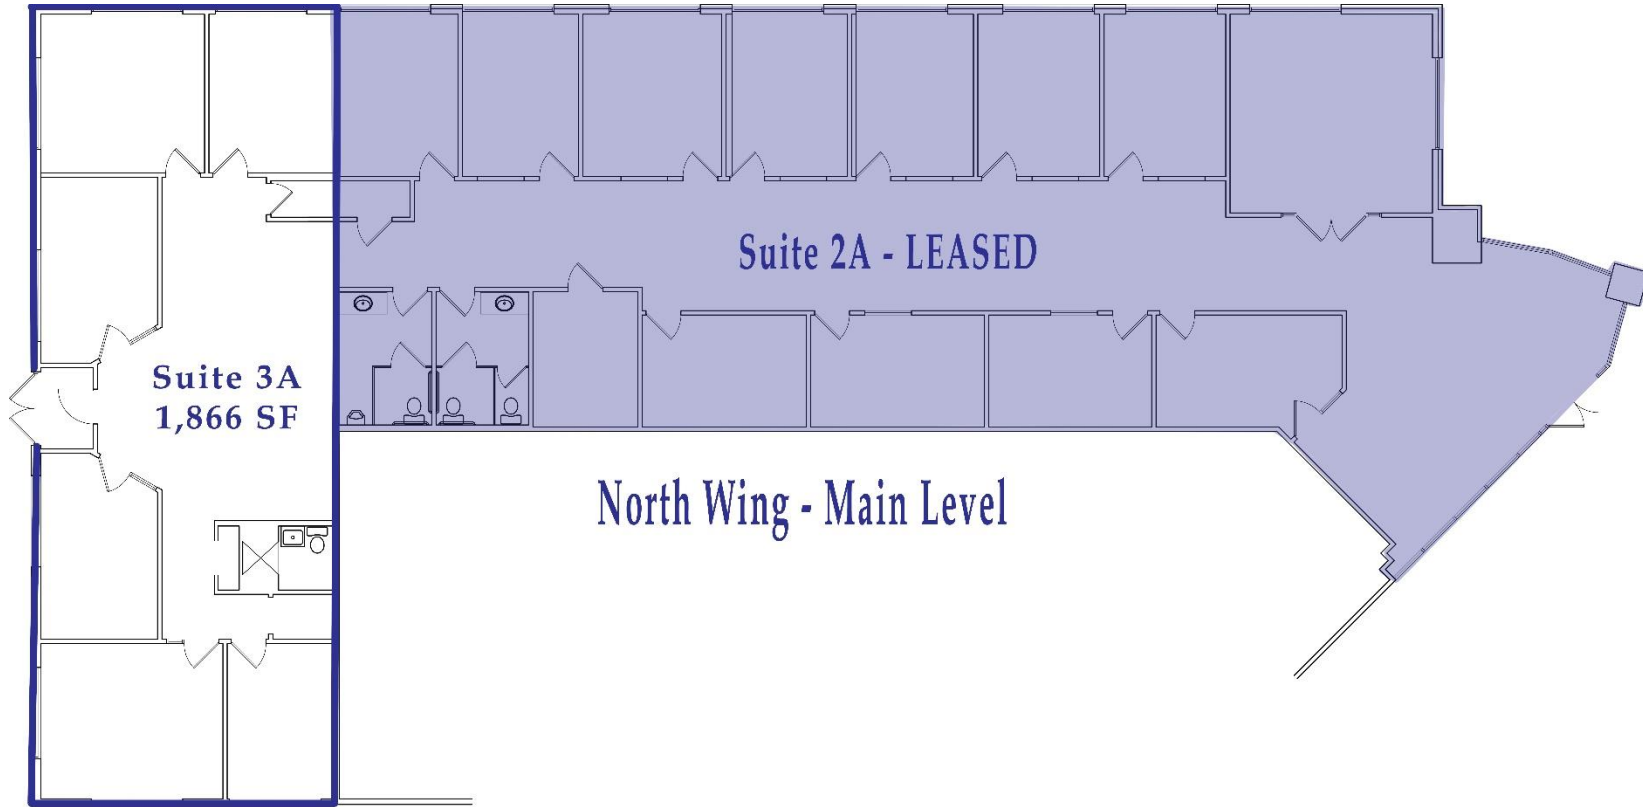 Suite 2A - LEASED
Suite 3A
1,866 SF
North Wing - Main Level